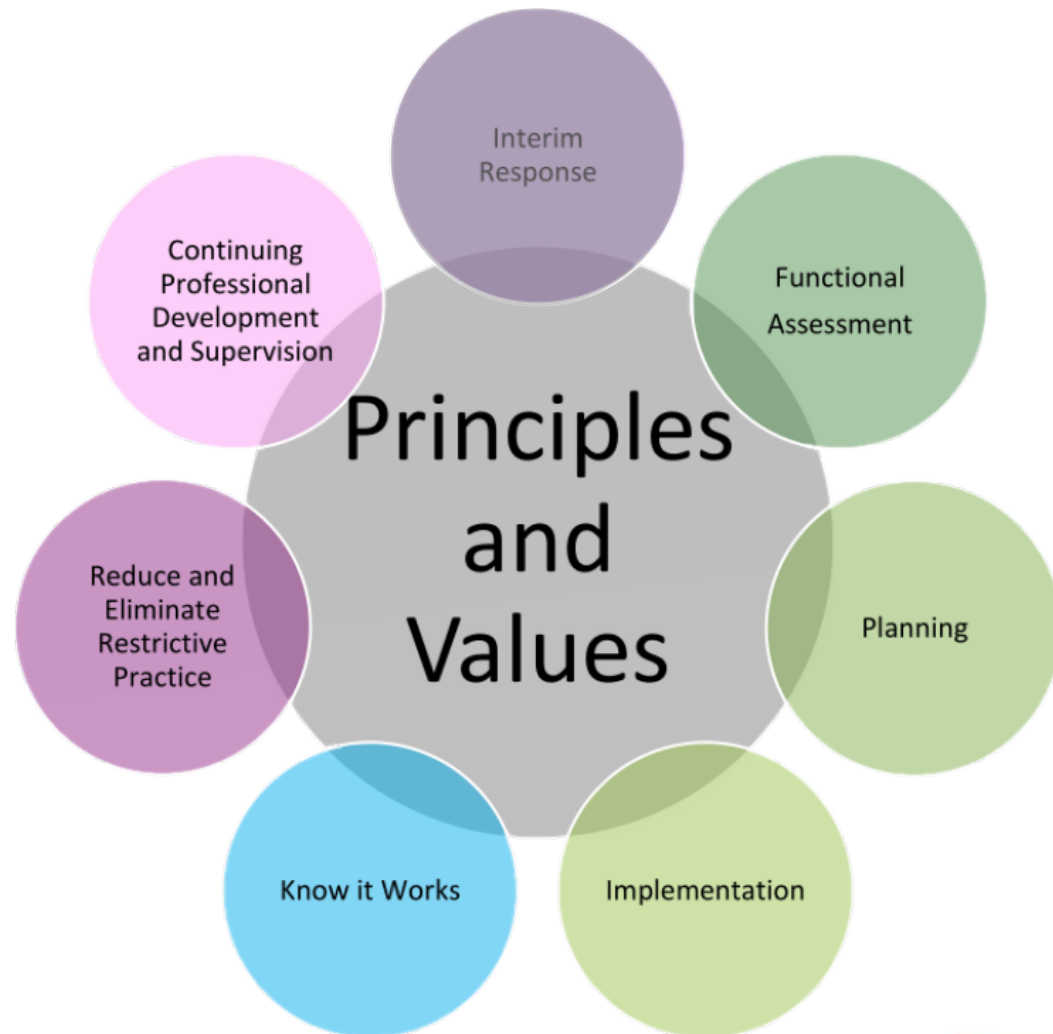 Interim
Response
Functional
Assessment
Planning
Implementation
Know it Works
Reduce and
Eliminate
Restrictive
Practice
Continuing
Professional
Development
and Supervision
Principles
and
Values